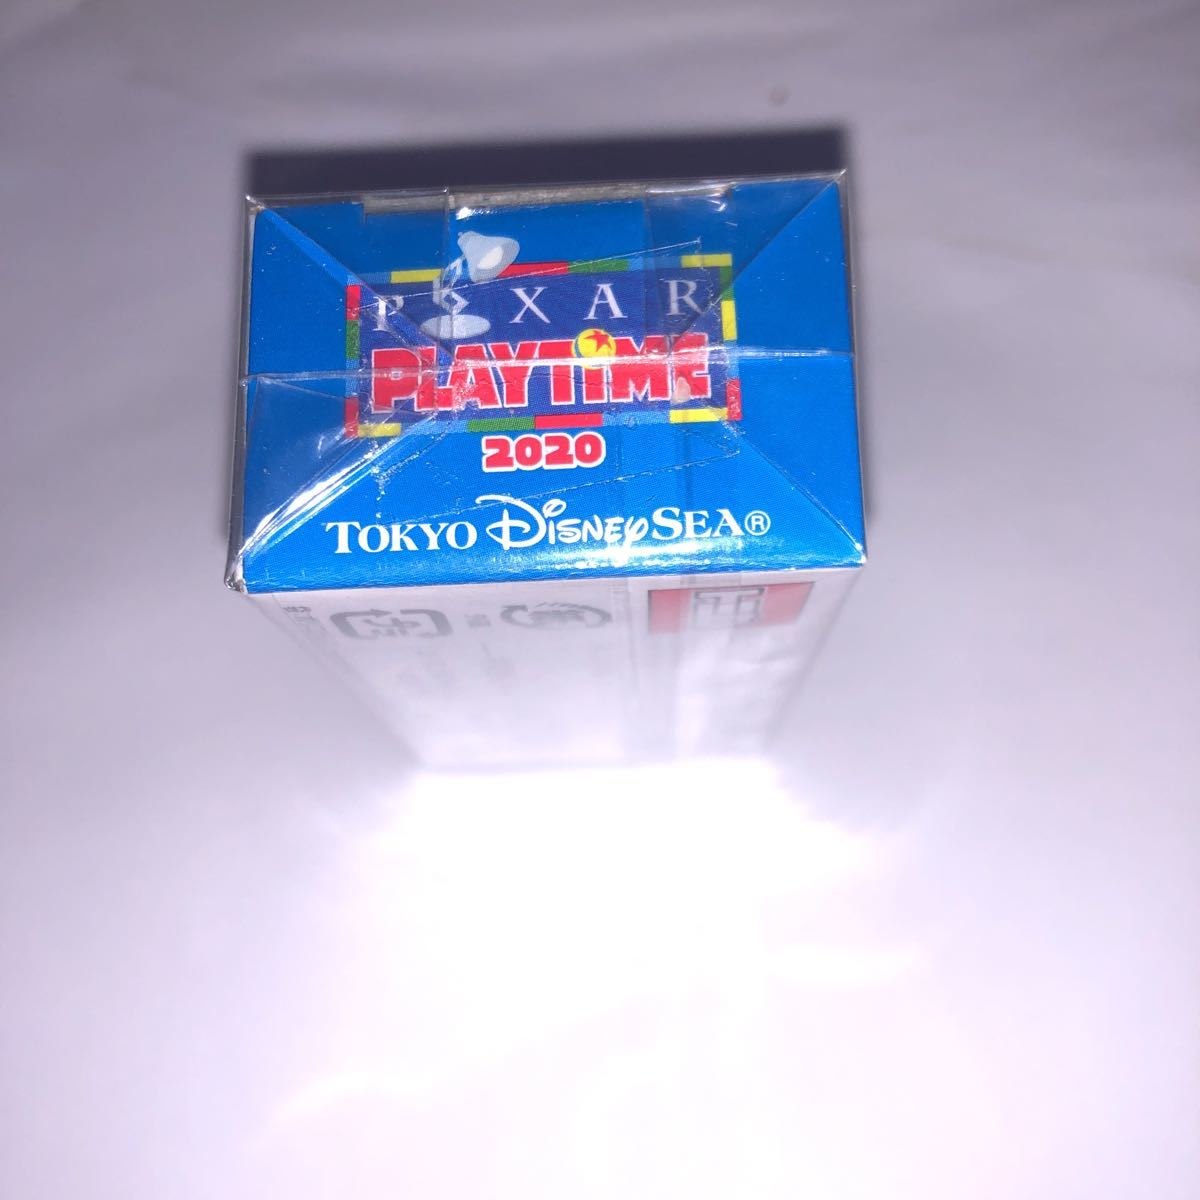 PIXAR
PLAYTIME
2020
TOKYO DISNEYSEA®